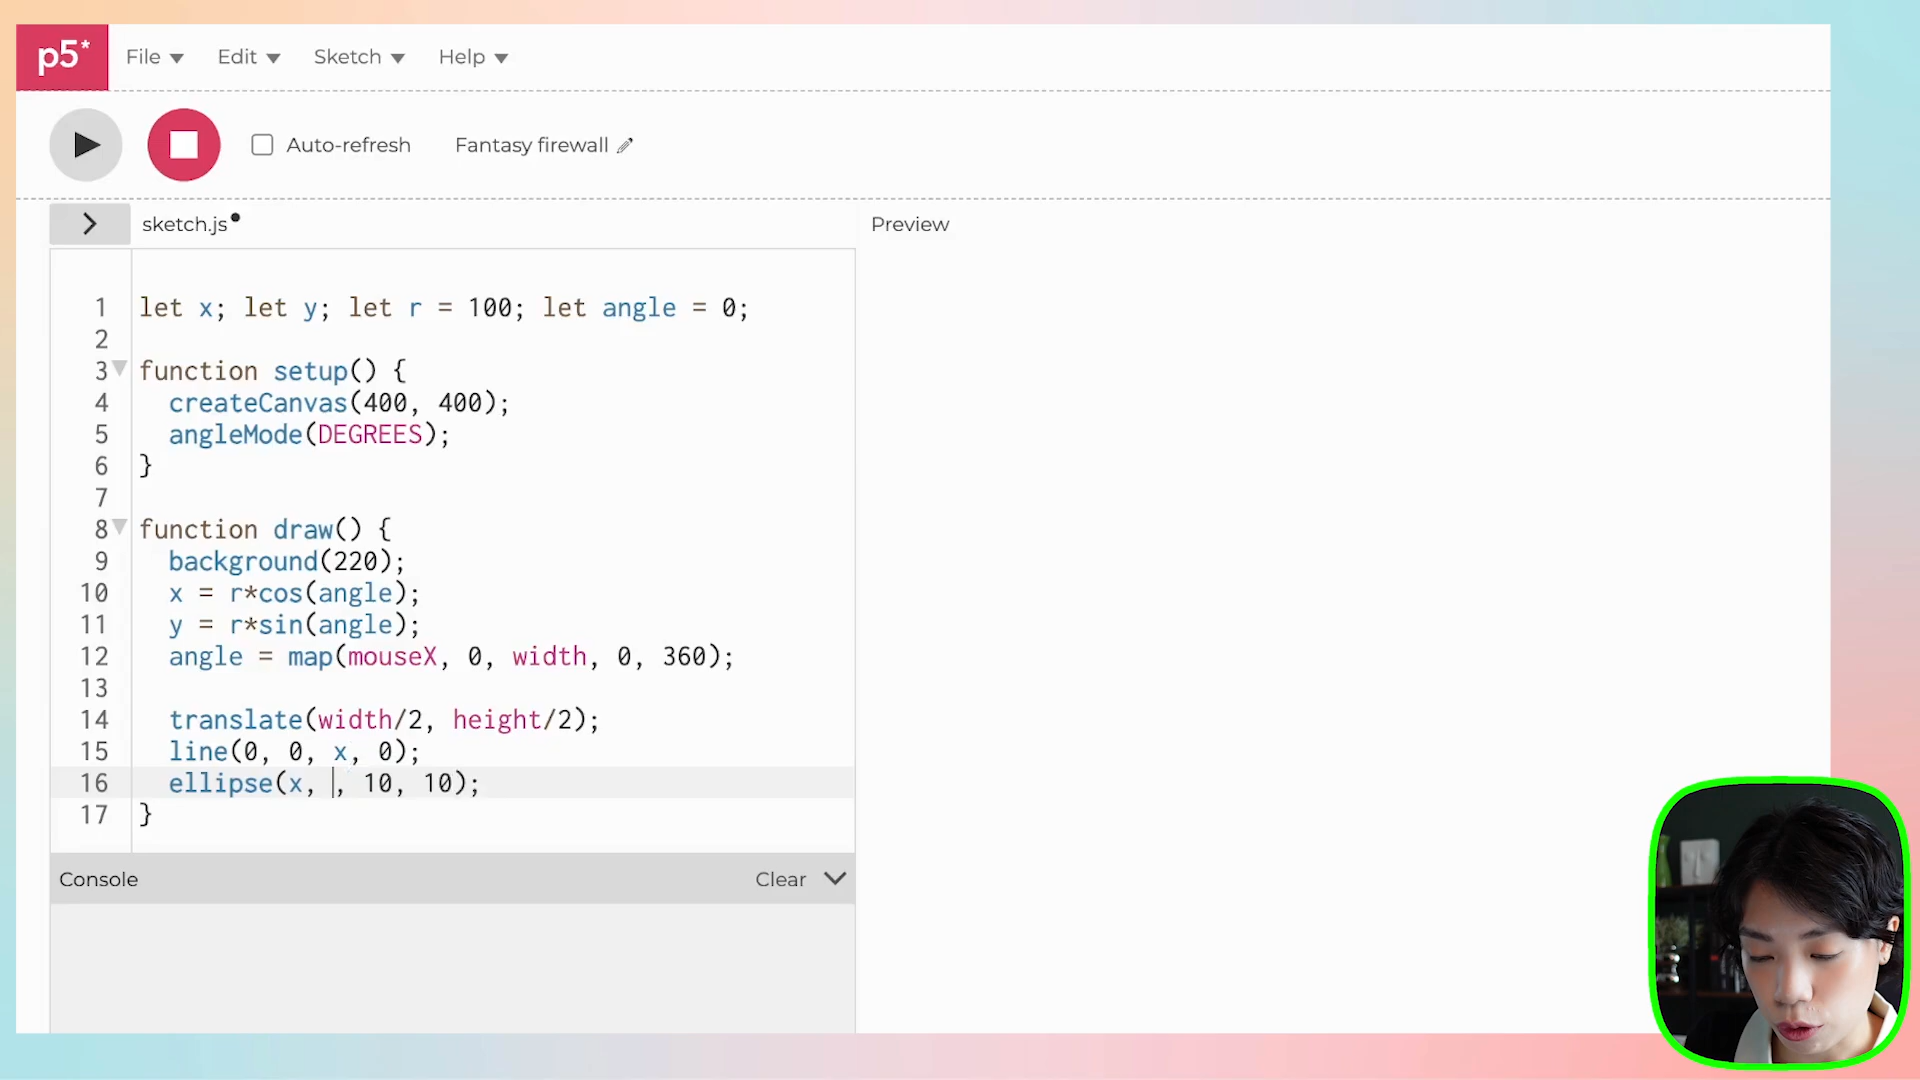 p5*
File Edit Sketch Help
Auto-refresh Fantasy firewall
sketch.js Preview
1 let x; let y; let r = 100; let angle = 0;
2
3 function setup() {
4 createCanvas(400, 400);
5 angleMode(DEGREES);
6 }
7
8 function draw() {
9 background(220);
10 x = r*cos(angle);
11 y = r*sin(angle);
12 angle = map(mouseX, 0, width, 0, 360);
13
14 translate(width/2, height/2);
15 line(0, 0, x, 0);
16 ellipse(x, , 10, 10);
17 }
Console Clear